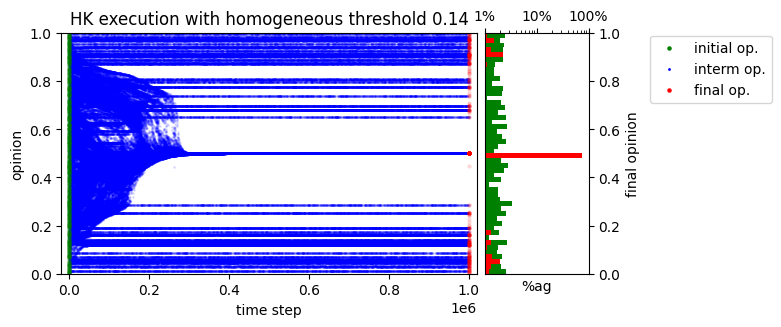 HK execution with homogeneous threshold 0.14
1% 10% 100%
initial op.
interm op.
final op.
opinion
1.0
0.8
0.6
0.4
0.2
0.0
0.0 0.2 0.4 0.6 0.8 1.0
1e6
time step
%ag
1.0
0.8
0.6
0.4
0.2
0.0
final opinion